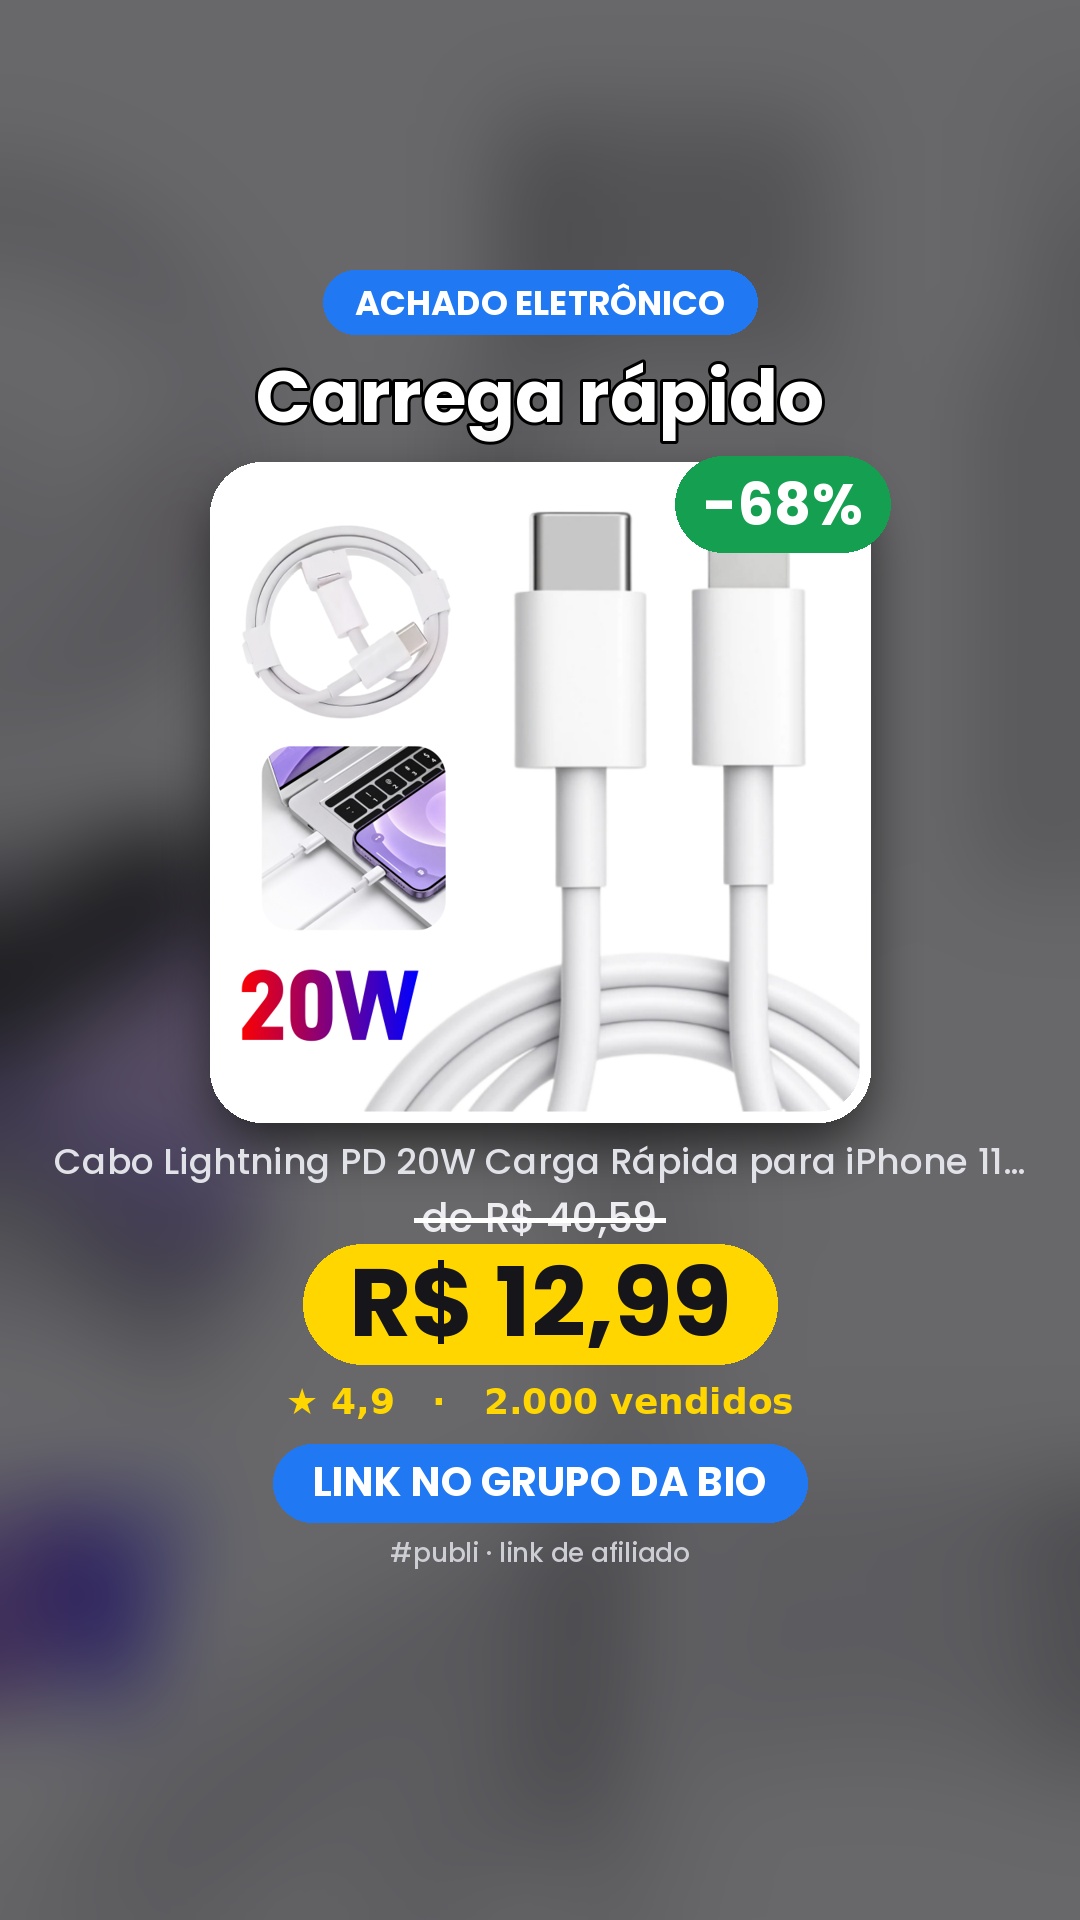 ACHADO ELETRÔNICO
Carrega rápido
-68%
20W
Cabo Lightning PD 20W Carga Rápida para iPhone 11...
de R$ 40,59
R$ 12,99
★ 4,9 · 2.000 vendidos
LINK NO GRUPO DA BIO
#publi · link de afiliado